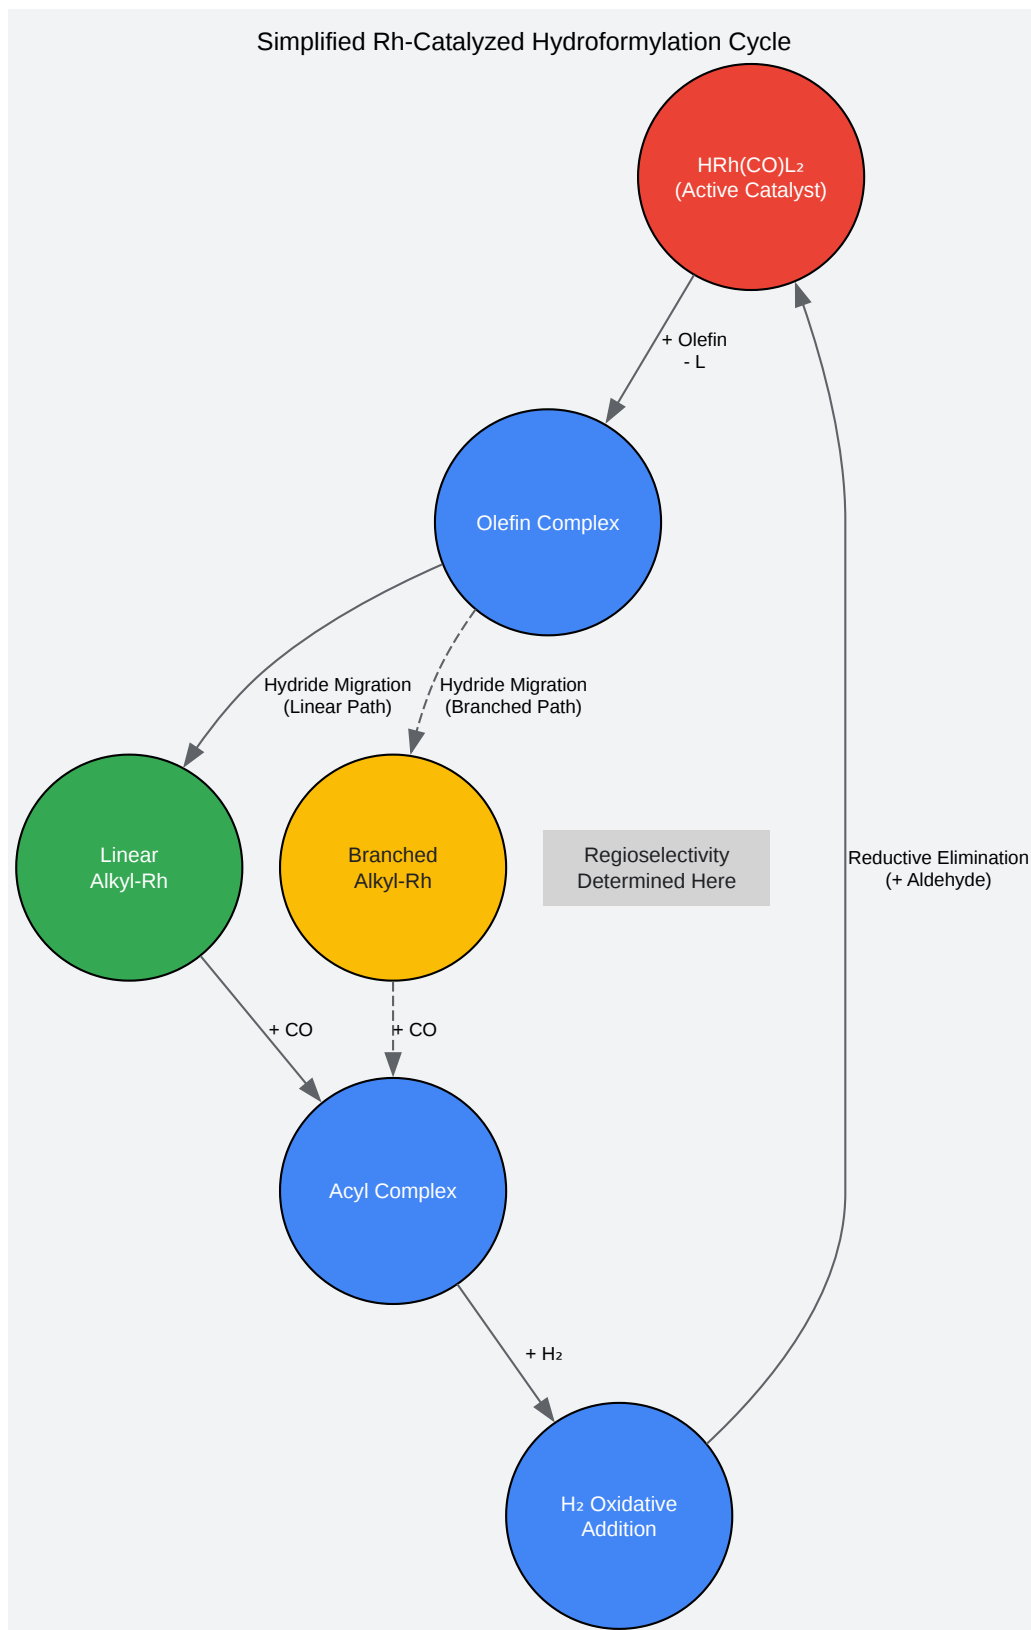 Simplified Rh-Catalyzed Hydroformylation Cycle
HRh(CO)L₂
(Active Catalyst)
+ Olefin
- L
Olefin Complex
Hydride Migration
(Linear Path)
Hydride Migration
(Branched Path)
Linear
Alkyl-Rh
Branched
Alkyl-Rh
Regioselectivity
Determined Here
Reductive Elimination
(+ Aldehyde)
+ CO
+ CO
Acyl Complex
+ H₂
H₂ Oxidative
Addition